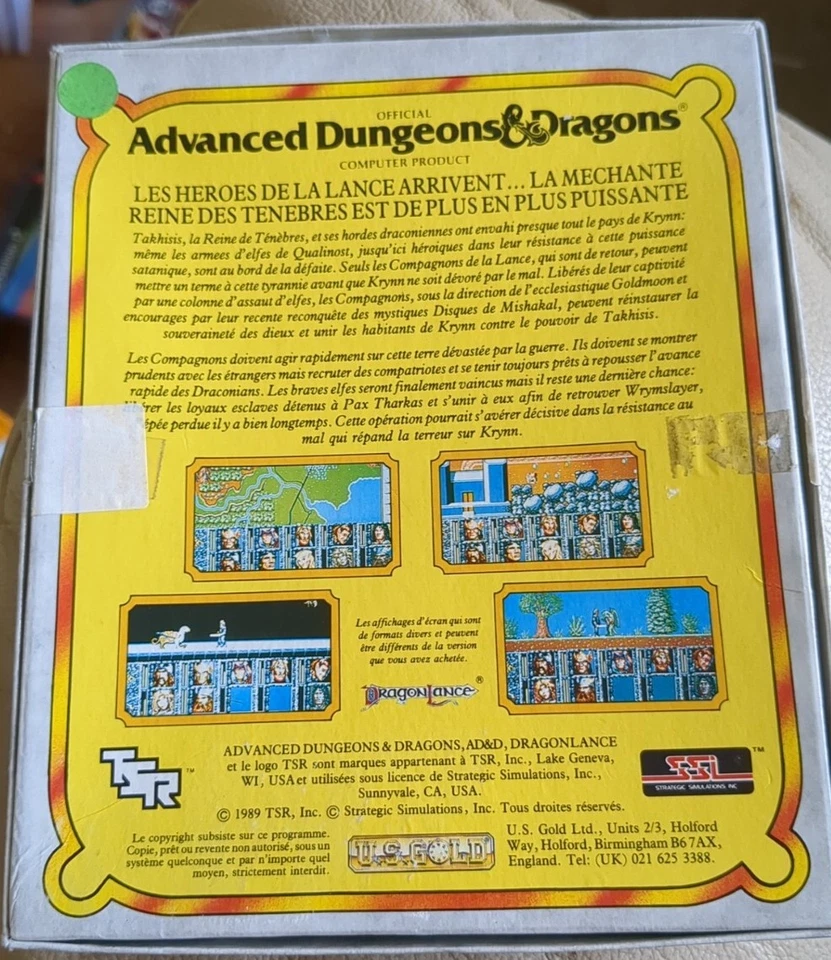 OFFICIAL
Advanced Dungeons & Dragons®
COMPUTER PRODUCT
LES HEROES DE LA LANCE ARRIVENT... LA MECHANTE
REINE DES TENEBRES EST DE PLUS EN PLUS PUISSANTE
Takhisis, la Reine de Ténèbres, et ses hordes draconiennes ont envahi presque tout le pays de Krynn:
même les armees d'elfes de Qualinost, jusqu'ici héroiques dans leur résistance à cette puissance
satanique, sont au bord de la défaite. Seuls les Compagnons de la Lance, qui sont de retour, peuvent
mettre un terme à cette tyrannie avant que Krynn ne soit dévoré par le mal. Libérés de leur captivité
par une colonne d'assaut d'elfes, les Compagnons, sous la direction de l'ecclesiastique Goldmoon et
encouragés par leur recente reconquête des mystiques Disques de Mishakal, peuvent réinstaurer la
souveraineté des dieux et unir les habitants de Krynn contre le pouvoir de Takhisis.
Les Compagnons doivent agir rapidement sur cette terre dévastée par la guerre. Ils doivent se montrer
prudents avec les étrangers mais recruter des compatriotes et se tenir toujours prêts à repousser l'avance
rapide des Draconians. Les braves elfes seront finalement vaincus mais il reste une dernière chance:
rer les loyaux esclaves détenus à Pax Tharkas et s'unir à eux afin de retrouver Wrymslayer,
épée perdue il y a bien longtemps. Cette opération pourrait s'avérer décisive dans la résistance au
mal qui répand la terreur sur Krynn.
Les affichages d'écran qui sont
de formats divers et peuvent
être différents de la version
que vous avez achetée.
DRAGONLANCE®
TSR™
ADVANCED DUNGEONS & DRAGONS, AD&D, DRAGONLANCE
et le logo TSR sont marques appartenant à TSR, Inc., Lake Geneva,
WI, USA et utilisées sous licence de Strategic Simulations, Inc.,
Sunnyvale, CA, USA.
SSI™
STRATEGIC SIMULATIONS INC
© 1989 TSR, Inc. © Strategic Simulations, Inc. Tous droites réservés.
Le copyright subsiste sur ce programme.
Copie, prêt ou revente non autorisé, sous un
système quelconque et par n'importe quel
moyen, strictement interdit.
U.S. GOLD
U.S. Gold Ltd., Units 2/3, Holford
Way, Holford, Birmingham B6 7AX,
England. Tel: (UK) 021 625 3388.